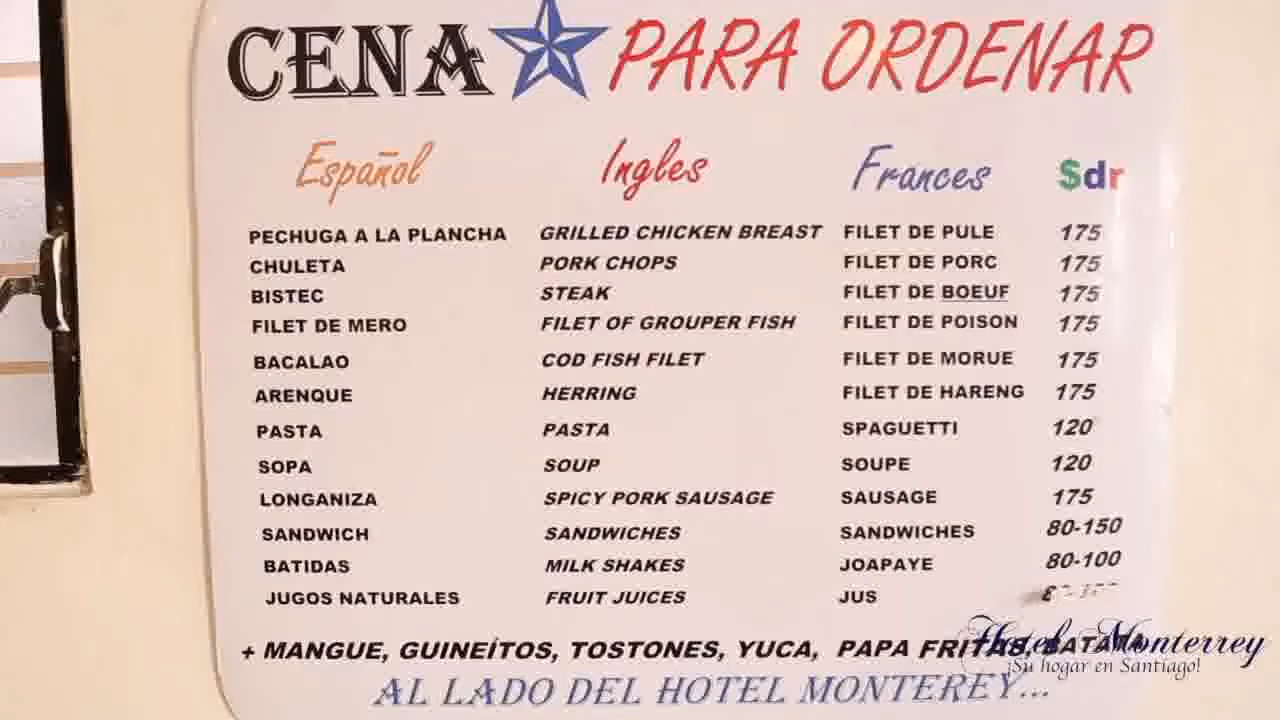 CENA PARA ORDENAR
Español Ingles Frances $dr
PECHUGA A LA PLANCHA GRILLED CHICKEN BREAST FILET DE PULE 175
CHULETA PORK CHOPS FILET DE PORC 175
BISTEC STEAK FILET DE BOEUF 175
FILET DE MERO FILET OF GROUPER FISH FILET DE POISON 175
BACALAO COD FISH FILET FILET DE MORUE 175
ARENQUE HERRING FILET DE HARENG 175
PASTA PASTA SPAGUETTI 120
SOPA SOUP SOUPE 120
LONGANIZA SPICY PORK SAUSAGE SAUSAGE 175
SANDWICH SANDWICHES SANDWICHES 80-150
BATIDAS MILK SHAKES JOAPAYE 80-100
JUGOS NATURALES FRUIT JUICES JUS
+ MANGUE, GUINEÍTOS, TOSTONES, YUCA, PAPA FRITAS, BATATA
AL LADO DEL HOTEL MONTEREY...
Hotel Monterrey
¡Su hogar en Santiago!